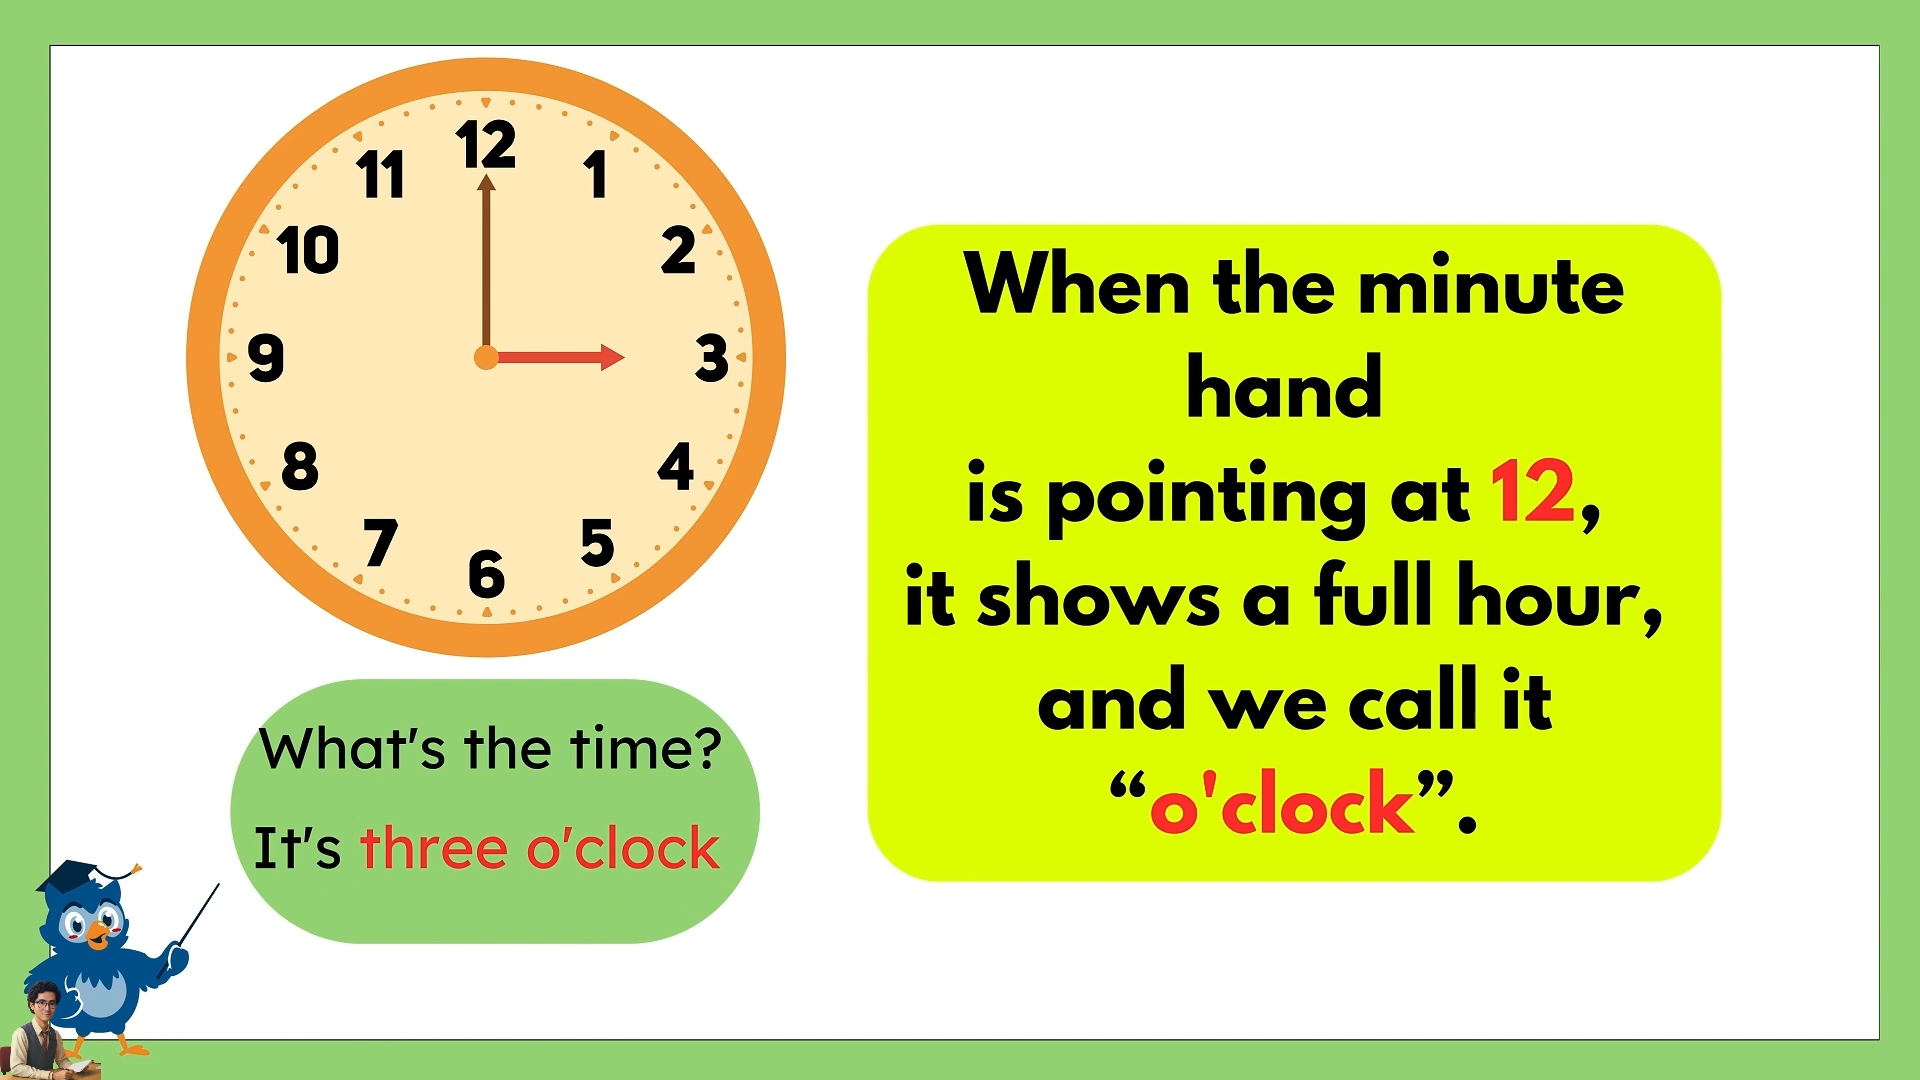 12
11
1
10
2
9
3
8
4
7
5
6
What's the time?
It's three o'clock
When the minute
hand
is pointing at 12,
it shows a full hour,
and we call it
“o'clock”.